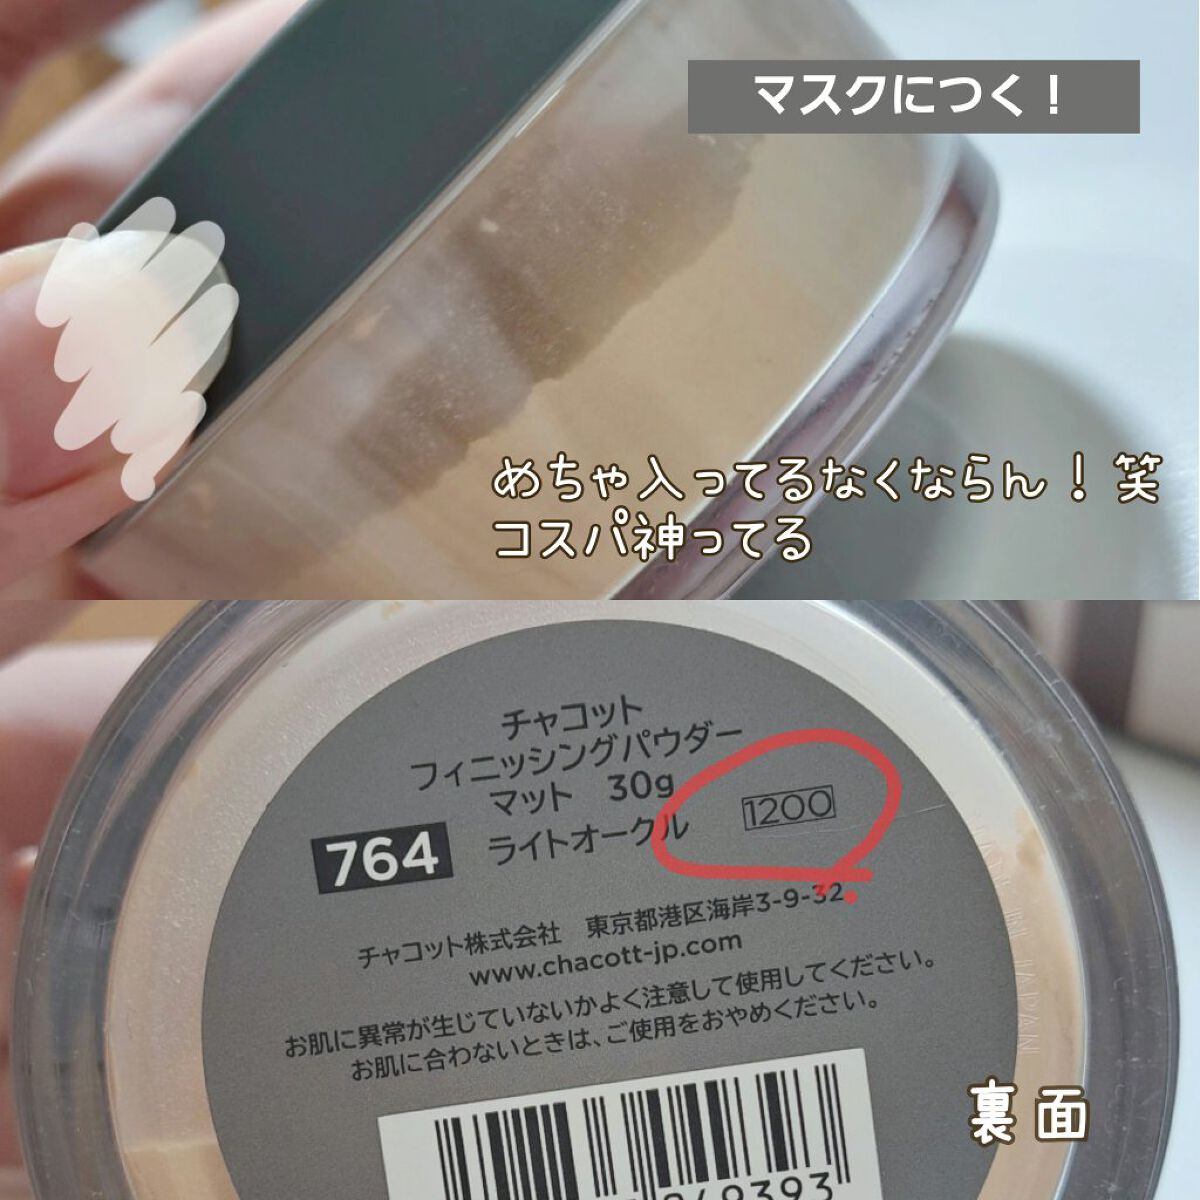 マスクにつく！
めちゃ入ってるなくならん！笑
コスパ神ってる
チャコット
フィニッシングパウダー
マット 30g
764 ライトオークル 1200
チャコット株式会社 東京都港区海岸3-9-32
www.chacott-jp.com
お肌に異常が生じていないかよく注意して使用してください。
お肌に合わないときは、ご使用をおやめください。
IN JAPAN
裏面